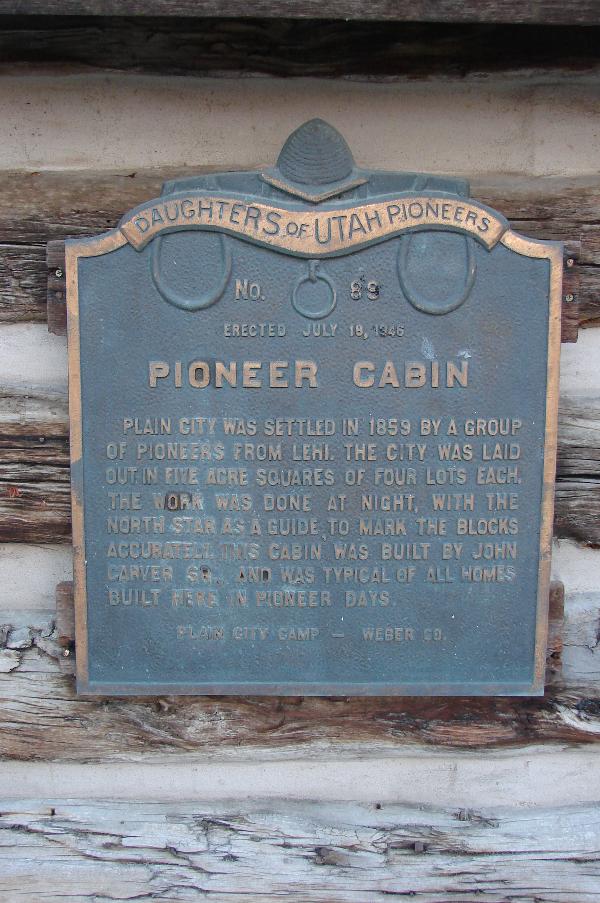 DAUGHTERS OF UTAH PIONEERS
No. 89
ERECTED JULY 18, 1946
PIONEER CABIN
PLAIN CITY WAS SETTLED IN 1859 BY A GROUP
OF PIONEERS FROM LEHI. THE CITY WAS LAID
OUT IN FIVE ACRE SQUARES OF FOUR LOTS EACH.
THE WORK WAS DONE AT NIGHT, WITH THE
NORTH STAR AS A GUIDE TO MARK THE BLOCKS
ACCURATELY. THIS CABIN WAS BUILT BY JOHN
CARVER SR., AND WAS TYPICAL OF ALL HOMES
BUILT HERE IN PIONEER DAYS.
PLAIN CITY CAMP — WEBER CO.